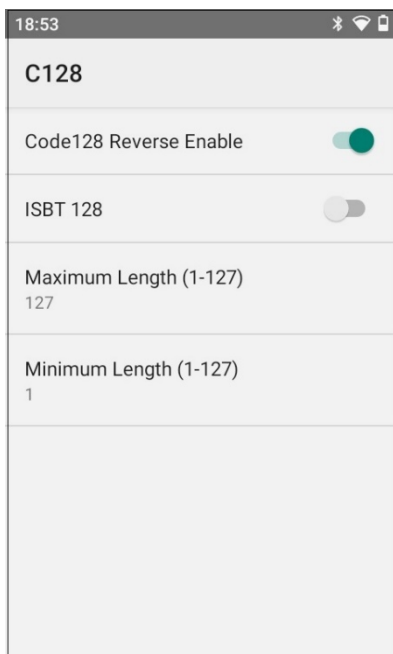 18:53
C128
Code128 Reverse Enable
ISBT 128
Maximum Length (1-127)
127
Minimum Length (1-127)
1